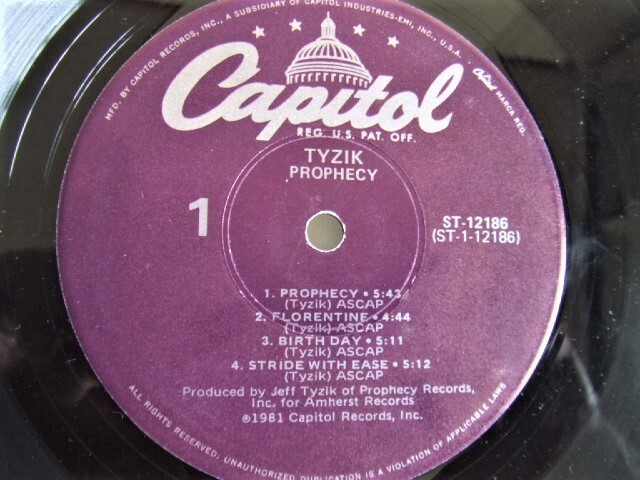 MFD. BY CAPITOL RECORDS, INC., A SUBSIDIARY OF CAPITOL INDUSTRIES-EMI, INC., U.S.A.
Capitol MARCA REG.
Capitol
REG. U.S. PAT. OFF.
TYZIK
PROPHECY
1
ST-12186
(ST-1-12186)
1. PROPHECY • 5:43
(Tyzik) ASCAP
2. FLORENTINE • 4:44
(Tyzik) ASCAP
3. BIRTH DAY • 5:11
(Tyzik) ASCAP
4. STRIDE WITH EASE • 5:12
(Tyzik) ASCAP
Produced by Jeff Tyzik of Prophecy Records,
Inc. for Amherst Records
℗1981 Capitol Records, Inc.
ALL RIGHTS RESERVED. UNAUTHORIZED DUPLICATION IS A VIOLATION OF APPLICABLE LAWS